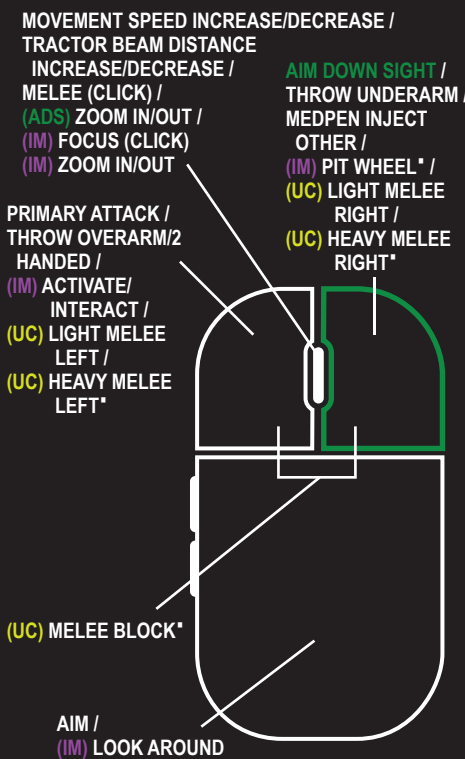 MOVEMENT SPEED INCREASE/DECREASE /
TRACTOR BEAM DISTANCE
INCREASE/DECREASE /
MELEE (CLICK) /
(ADS) ZOOM IN/OUT /
(IM) FOCUS (CLICK)
(IM) ZOOM IN/OUT
AIM DOWN SIGHT /
THROW UNDERARM /
MEDPEN INJECT
OTHER /
(IM) PIT WHEEL▪ /
(UC) LIGHT MELEE
RIGHT /
(UC) HEAVY MELEE
RIGHT▪
PRIMARY ATTACK /
THROW OVERARM/2
HANDED /
(IM) ACTIVATE/
INTERACT /
(UC) LIGHT MELEE
LEFT /
(UC) HEAVY MELEE
LEFT▪
(UC) MELEE BLOCK▪
AIM /
(IM) LOOK AROUND